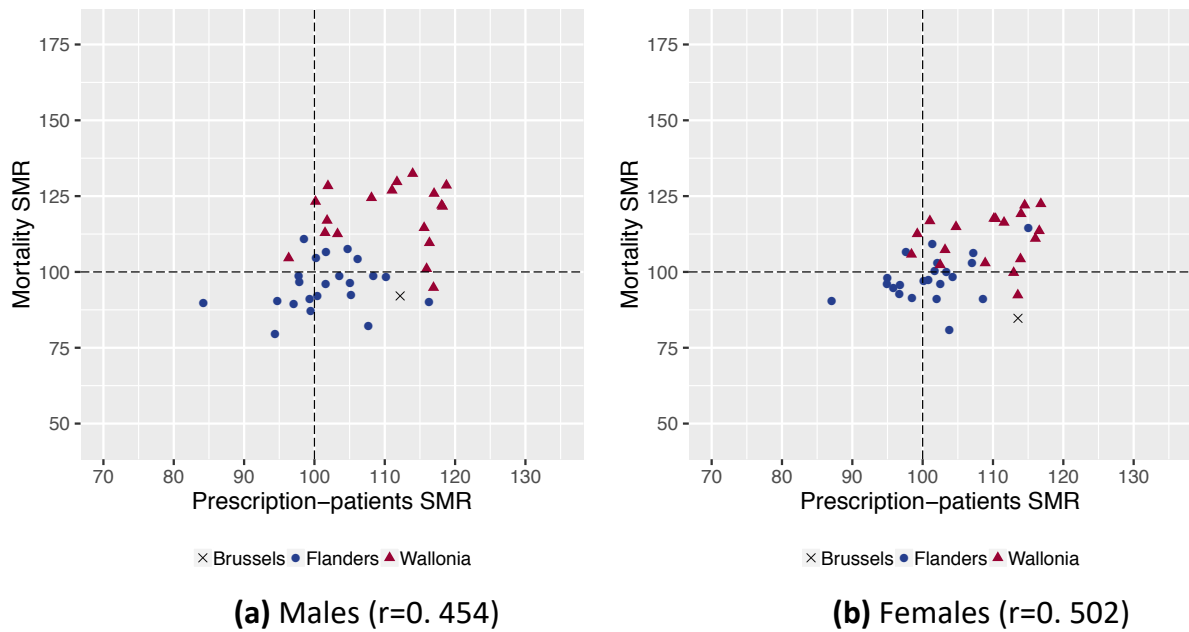 175
150
125
100
75
50
Mortality SMR
70 80 90 100 110 120 130
Prescription−patients SMR
Brussels Flanders Wallonia
(a) Males (r=0. 454)
175
150
125
100
75
50
Mortality SMR
70 80 90 100 110 120 130
Prescription−patients SMR
Brussels Flanders Wallonia
(b) Females (r=0. 502)